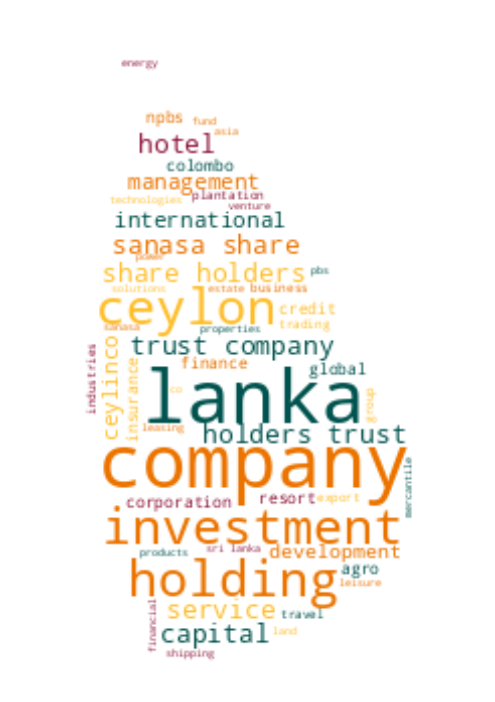 energy
npbs
fund
asia
hotel
colombo
management
technologies
plantation
venture
international
sanasa share
power
share holders
pbs
solutions
estate
business
ceylon
credit
trading
sanasa
properties
trust company
industries
ceylinco
insurance
finance
global
lanka
co
group
leasing
holders trust
company
mercantile
corporation
resort
export
investment
products
sri lanka
development
holding
agro
leisure
financial
service
travel
capital
land
shipping